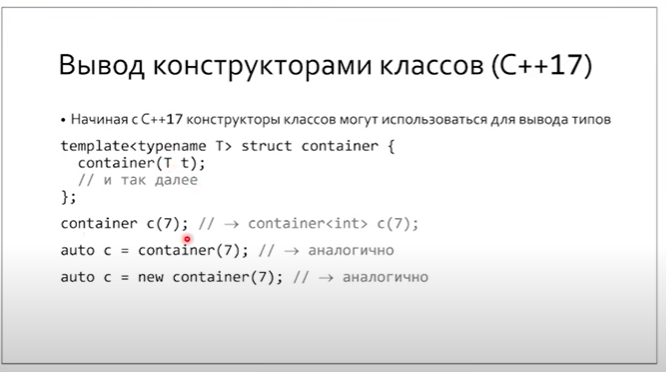 Вывод конструкторами классов (C++17)
• Начиная с C++17 конструкторы классов могут использоваться для вывода типов
template<typename T> struct container {
container(T t);
// и так далее
};
container c(7); // → container<int> c(7);
auto c = container(7); // → аналогично
auto c = new container(7); // → аналогично